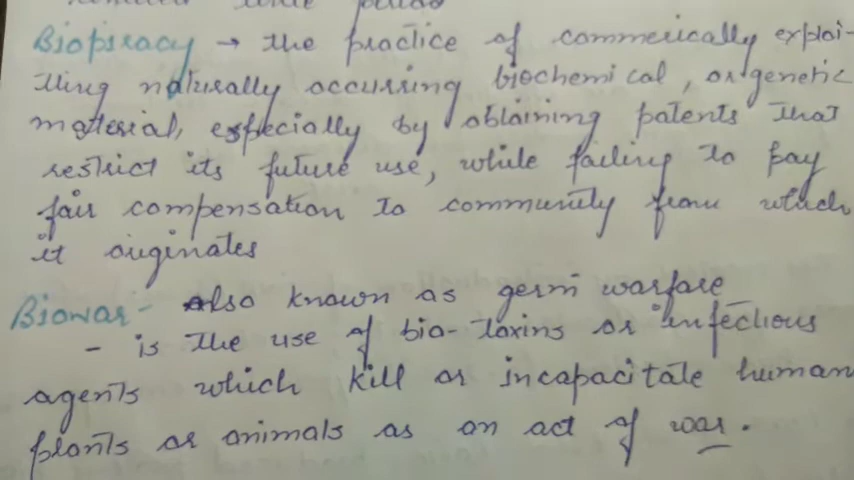 Biopiracy → the practice of commerically exploi-
ting naturally occurring biochemical, or genetic
material, especially by obtaining patents that
restrict its future use, while failing to pay
fair compensation to community from which
it originates
Biowar - Also known as germ warfare
- is the use of bio-toxins or infectious
agents which kill or incapacitate human
plants or animals as an act of war.